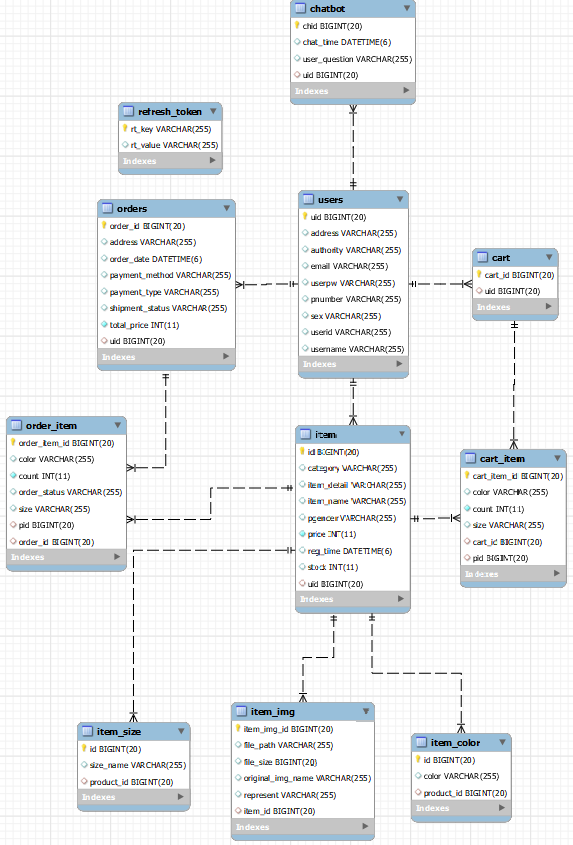 chatbot
chid BIGINT(20)
chat_time DATETIME(6)
user_question VARCHAR(255)
uid BIGINT(20)
Indexes
refresh_token
rt_key VARCHAR(255)
rt_value VARCHAR(255)
Indexes
orders
order_id BIGINT(20)
address VARCHAR(255)
order_date DATETIME(6)
payment_method VARCHAR(255)
payment_type VARCHAR(255)
shipment_status VARCHAR(255)
total_price INT(11)
uid BIGINT(20)
Indexes
users
uid BIGINT(20)
address VARCHAR(255)
authority VARCHAR(255)
email VARCHAR(255)
userpw VARCHAR(255)
pnumber VARCHAR(255)
sex VARCHAR(255)
userid VARCHAR(255)
username VARCHAR(255)
Indexes
cart
cart_id BIGINT(20)
uid BIGINT(20)
Indexes
order_item
order_item_id BIGINT(20)
color VARCHAR(255)
count INT(11)
order_status VARCHAR(255)
size VARCHAR(255)
pid BIGINT(20)
order_id BIGINT(20)
Indexes
item
id BIGINT(20)
category VARCHAR(255)
item_detail VARCHAR(255)
item_name VARCHAR(255)
VARCHAR(255)
price INT(11)
reg_time DATETIME(6)
stock INT(11)
uid BIGINT(20)
Indexes
cart_item
cart_item_id BIGINT(20)
color VARCHAR(255)
count INT(11)
size VARCHAR(255)
cart_id BIGINT(20)
pid BIGINT(20)
Indexes
item_size
id BIGINT(20)
size_name VARCHAR(255)
product_id BIGINT(20)
Indexes
item_img
item_img_id BIGINT(20)
file_path VARCHAR(255)
file_size BIGINT(20)
original_img_name VARCHAR(255)
represent VARCHAR(255)
item_id BIGINT(20)
Indexes
item_color
id BIGINT(20)
color VARCHAR(255)
product_id BIGINT(20)
Indexes